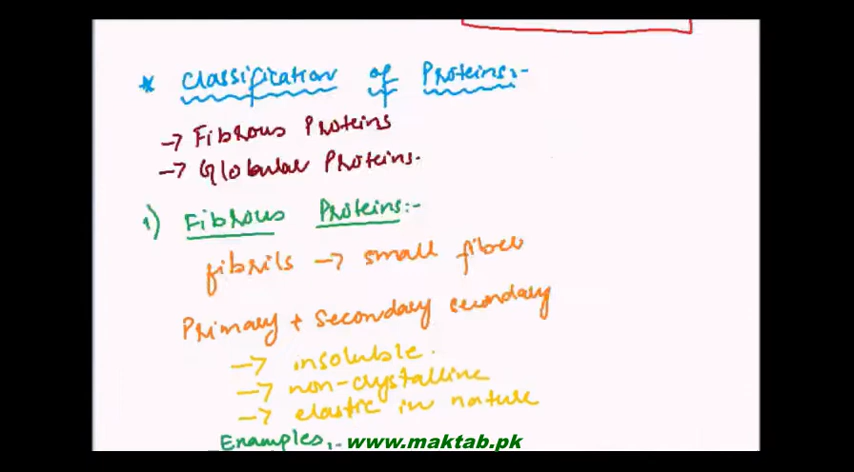 * Classification of Proteins:-
→ Fibrous Proteins
→ Globular Proteins.
1) Fibrous Proteins:-
fibrils → small fiber
Primary + secondary secondary
→ insoluble.
→ non-crystalline
→ elastic in nature
Examples:- www.maktab.pk